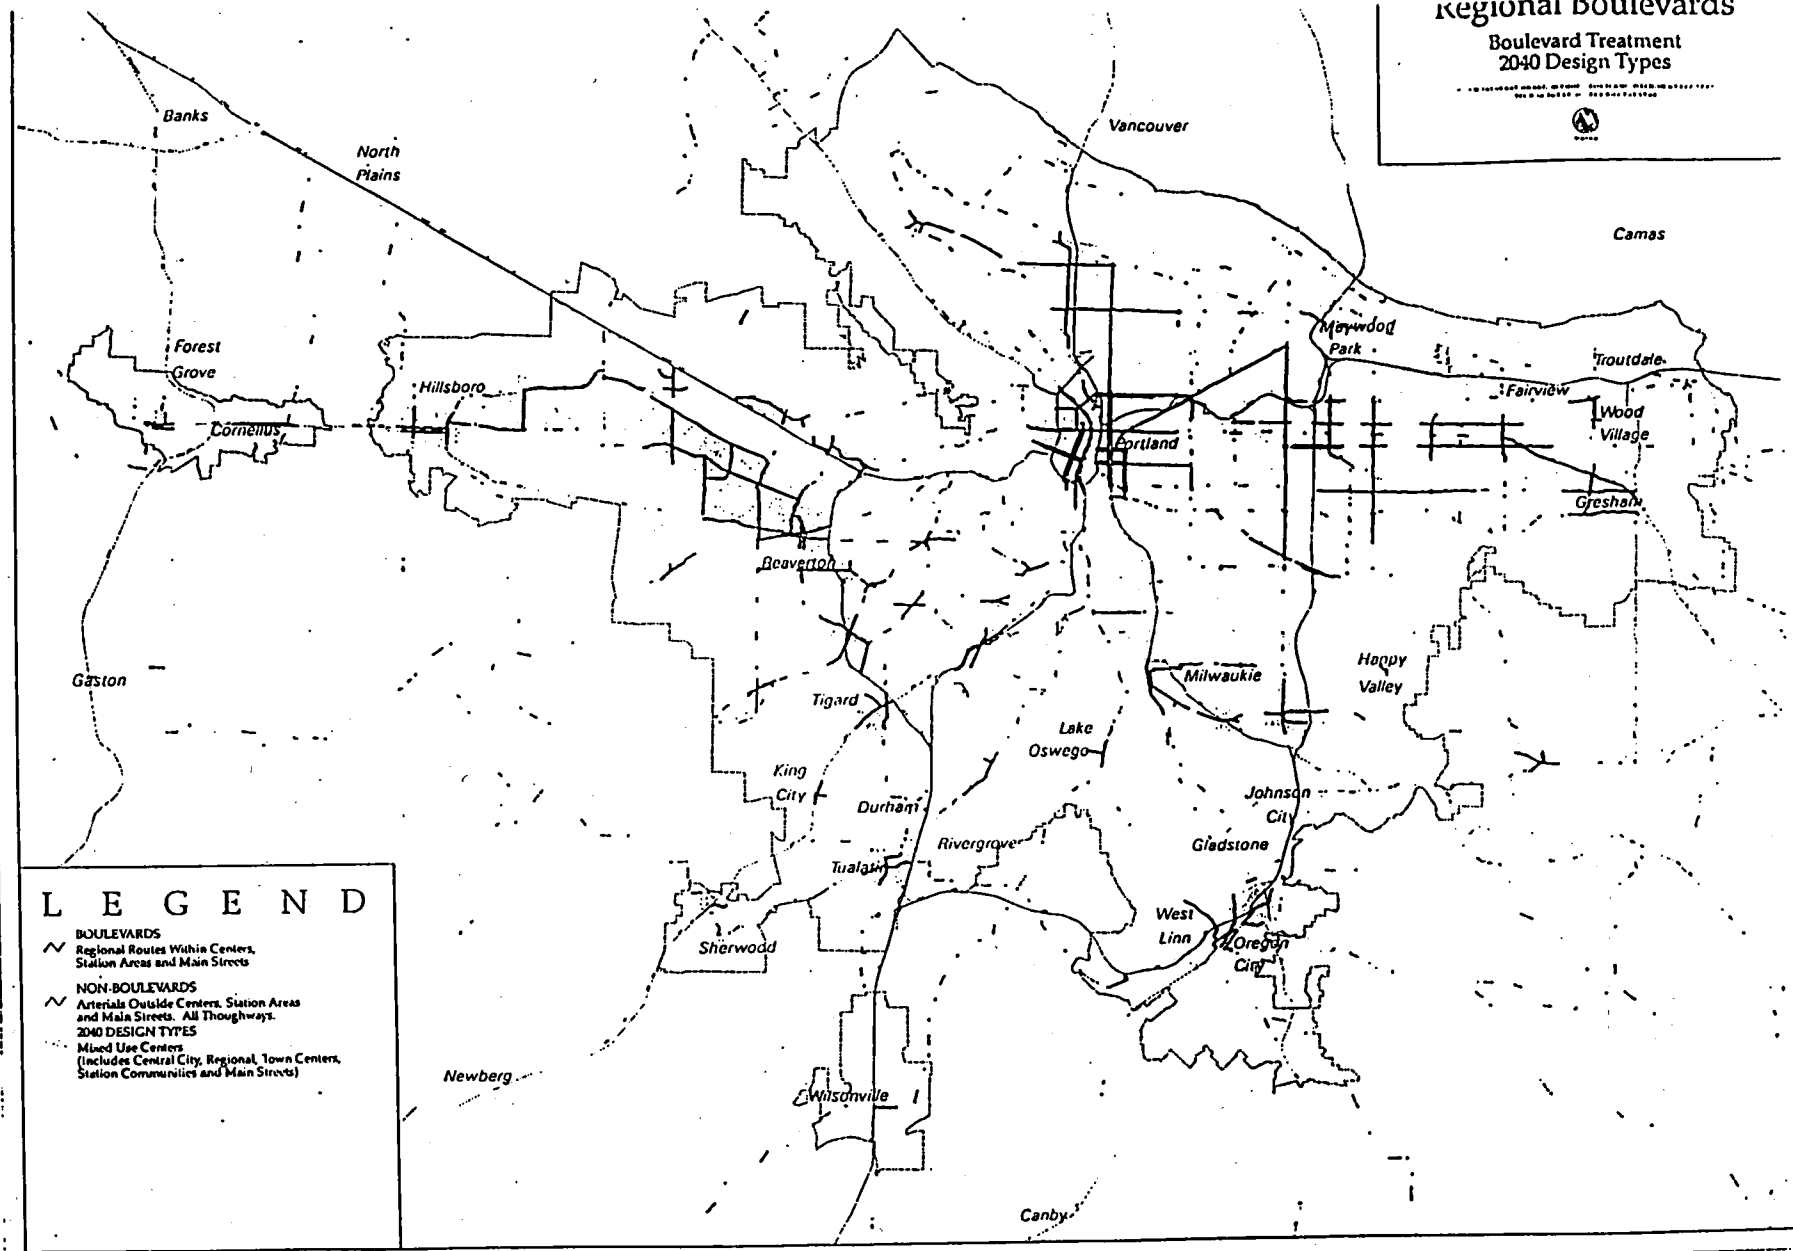 Regional Boulevards
Boulevard Treatment
2040 Design Types
Banks
Vancouver
North
Plains
Camas
Maywood
Park
Forest
Grove
Troutdale
Hillsboro
Fairview
Wood
Village
Cornelius
Portland
Gresham
Beaverton
Gaston
Happy
Valley
Milwaukie
Tigard
Lake
Oswego
King
City
Durham
Johnson
City
Rivergrove
Gladstone
Tualatin
West
Linn
Sherwood
Oregon
City
Newberg
Wilsonville
Canby
LEGEND
BOULEVARDS
Regional Routes Within Centers,
Station Areas and Main Streets
NON-BOULEVARDS
Arterials Outside Centers, Station Areas
and Main Streets. All Thoughways.
2040 DESIGN TYPES
Mixed Use Centers
(Includes Central City, Regional, Town Centers,
Station Communities and Main Streets)